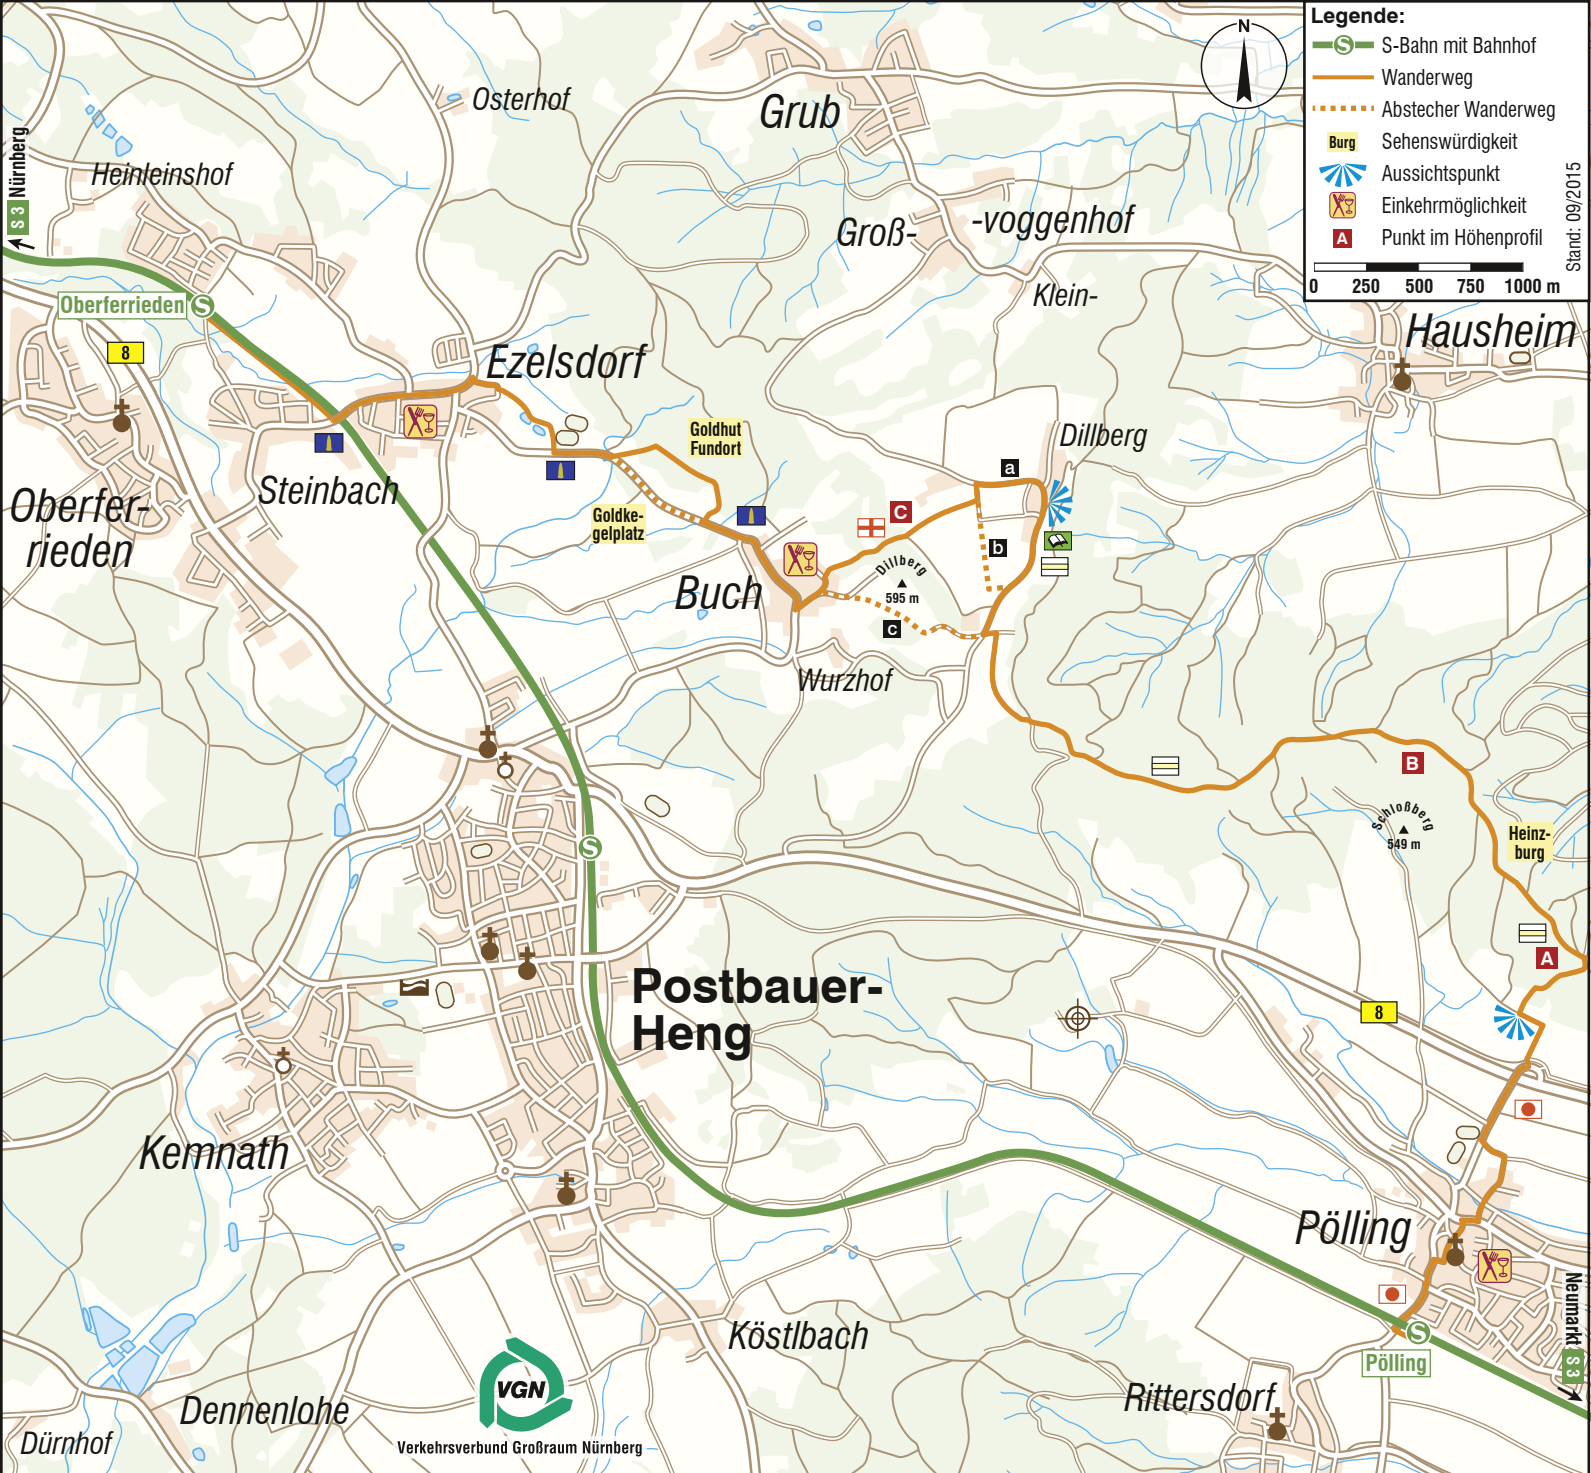 Legende:
S S-Bahn mit Bahnhof
Wanderweg
Abstecher Wanderweg
Burg Sehenswürdigkeit
Aussichtspunkt
Einkehrmöglichkeit
A Punkt im Höhenprofil
0 250 500 750 1000 m
Stand: 09/2015
N
Osterhof
Grub
Nürnberg
S 3
Heinleinshof
Groß-
-voggenhof
Klein-
Oberferrieden S
8
Hausheim
Ezelsdorf
Goldhut
Fundort
Dillberg
a
Steinbach
Oberfer-
rieden
Goldke-
gelplatz
C
b
Dillberg
595 m
Buch
c
Wurzhof
B
Schloßberg
549 m
Heinz-
burg
S
A
Postbauer-
Heng
8
Kemnath
Pölling
Neumarkt
S 3
S
Pölling
Köstlbach
VGN
Verkehrsverbund Großraum Nürnberg
Rittersdorf
Dennenlohe
Dürnhof